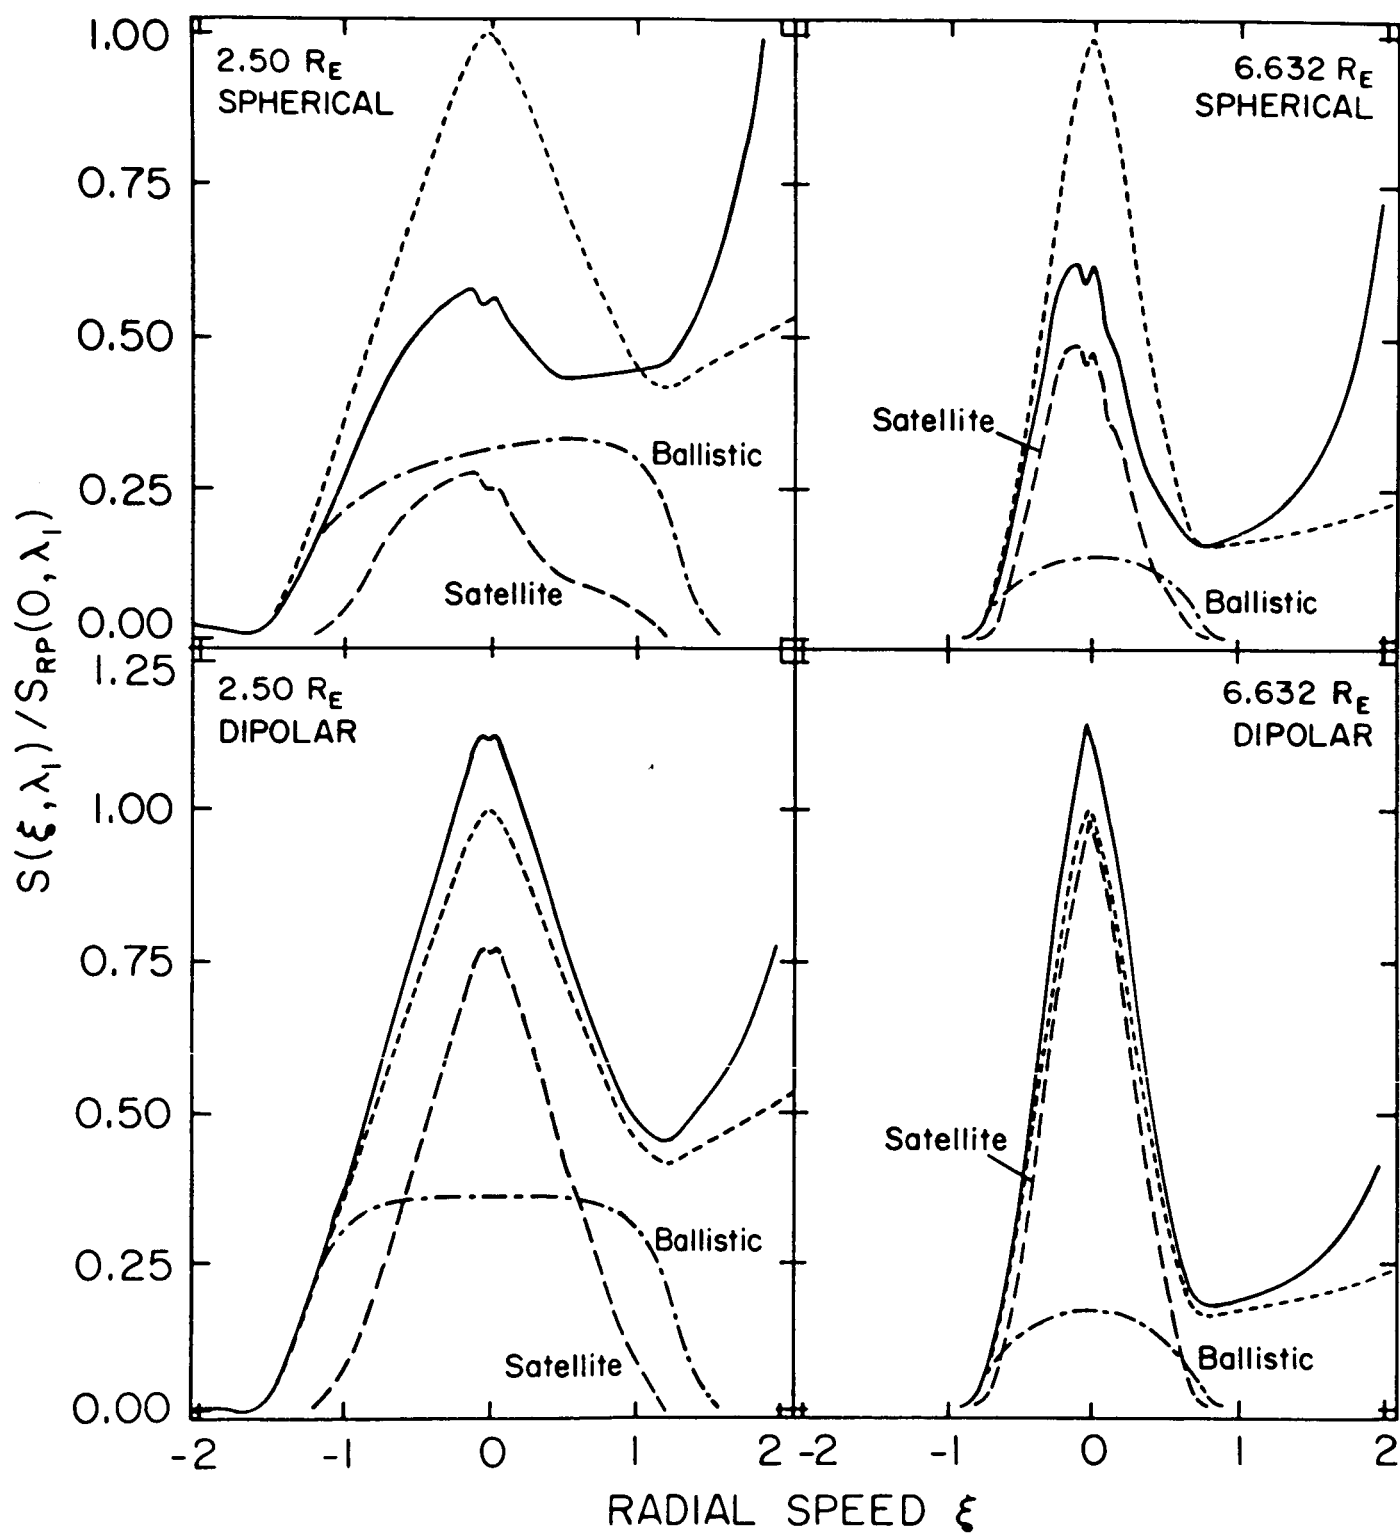 1.00
0.75
0.50
0.25
0.00
2.50 R_E
SPHERICAL
Ballistic
Satellite
6.632 R_E
SPHERICAL
Satellite
Ballistic
1.25
1.00
0.75
0.50
0.25
0.00
2.50 R_E
DIPOLAR
Ballistic
Satellite
6.632 R_E
DIPOLAR
Satellite
Ballistic
S(ξ,λ_I)/S_RP(O,λ_I)
-2 -1 0 1 2 -2 -1 0 1 2
RADIAL SPEED ξ